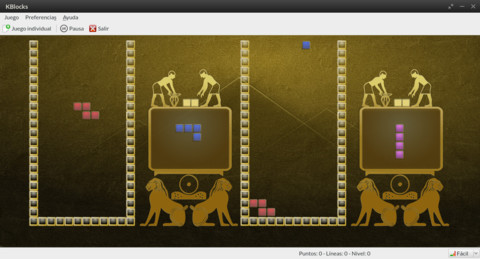 KBlocks
Juego Preferencias Ayuda
Juego individual Pausa Salir
Puntos: 0 - Líneas: 0 - Nivel: 0
Fácil